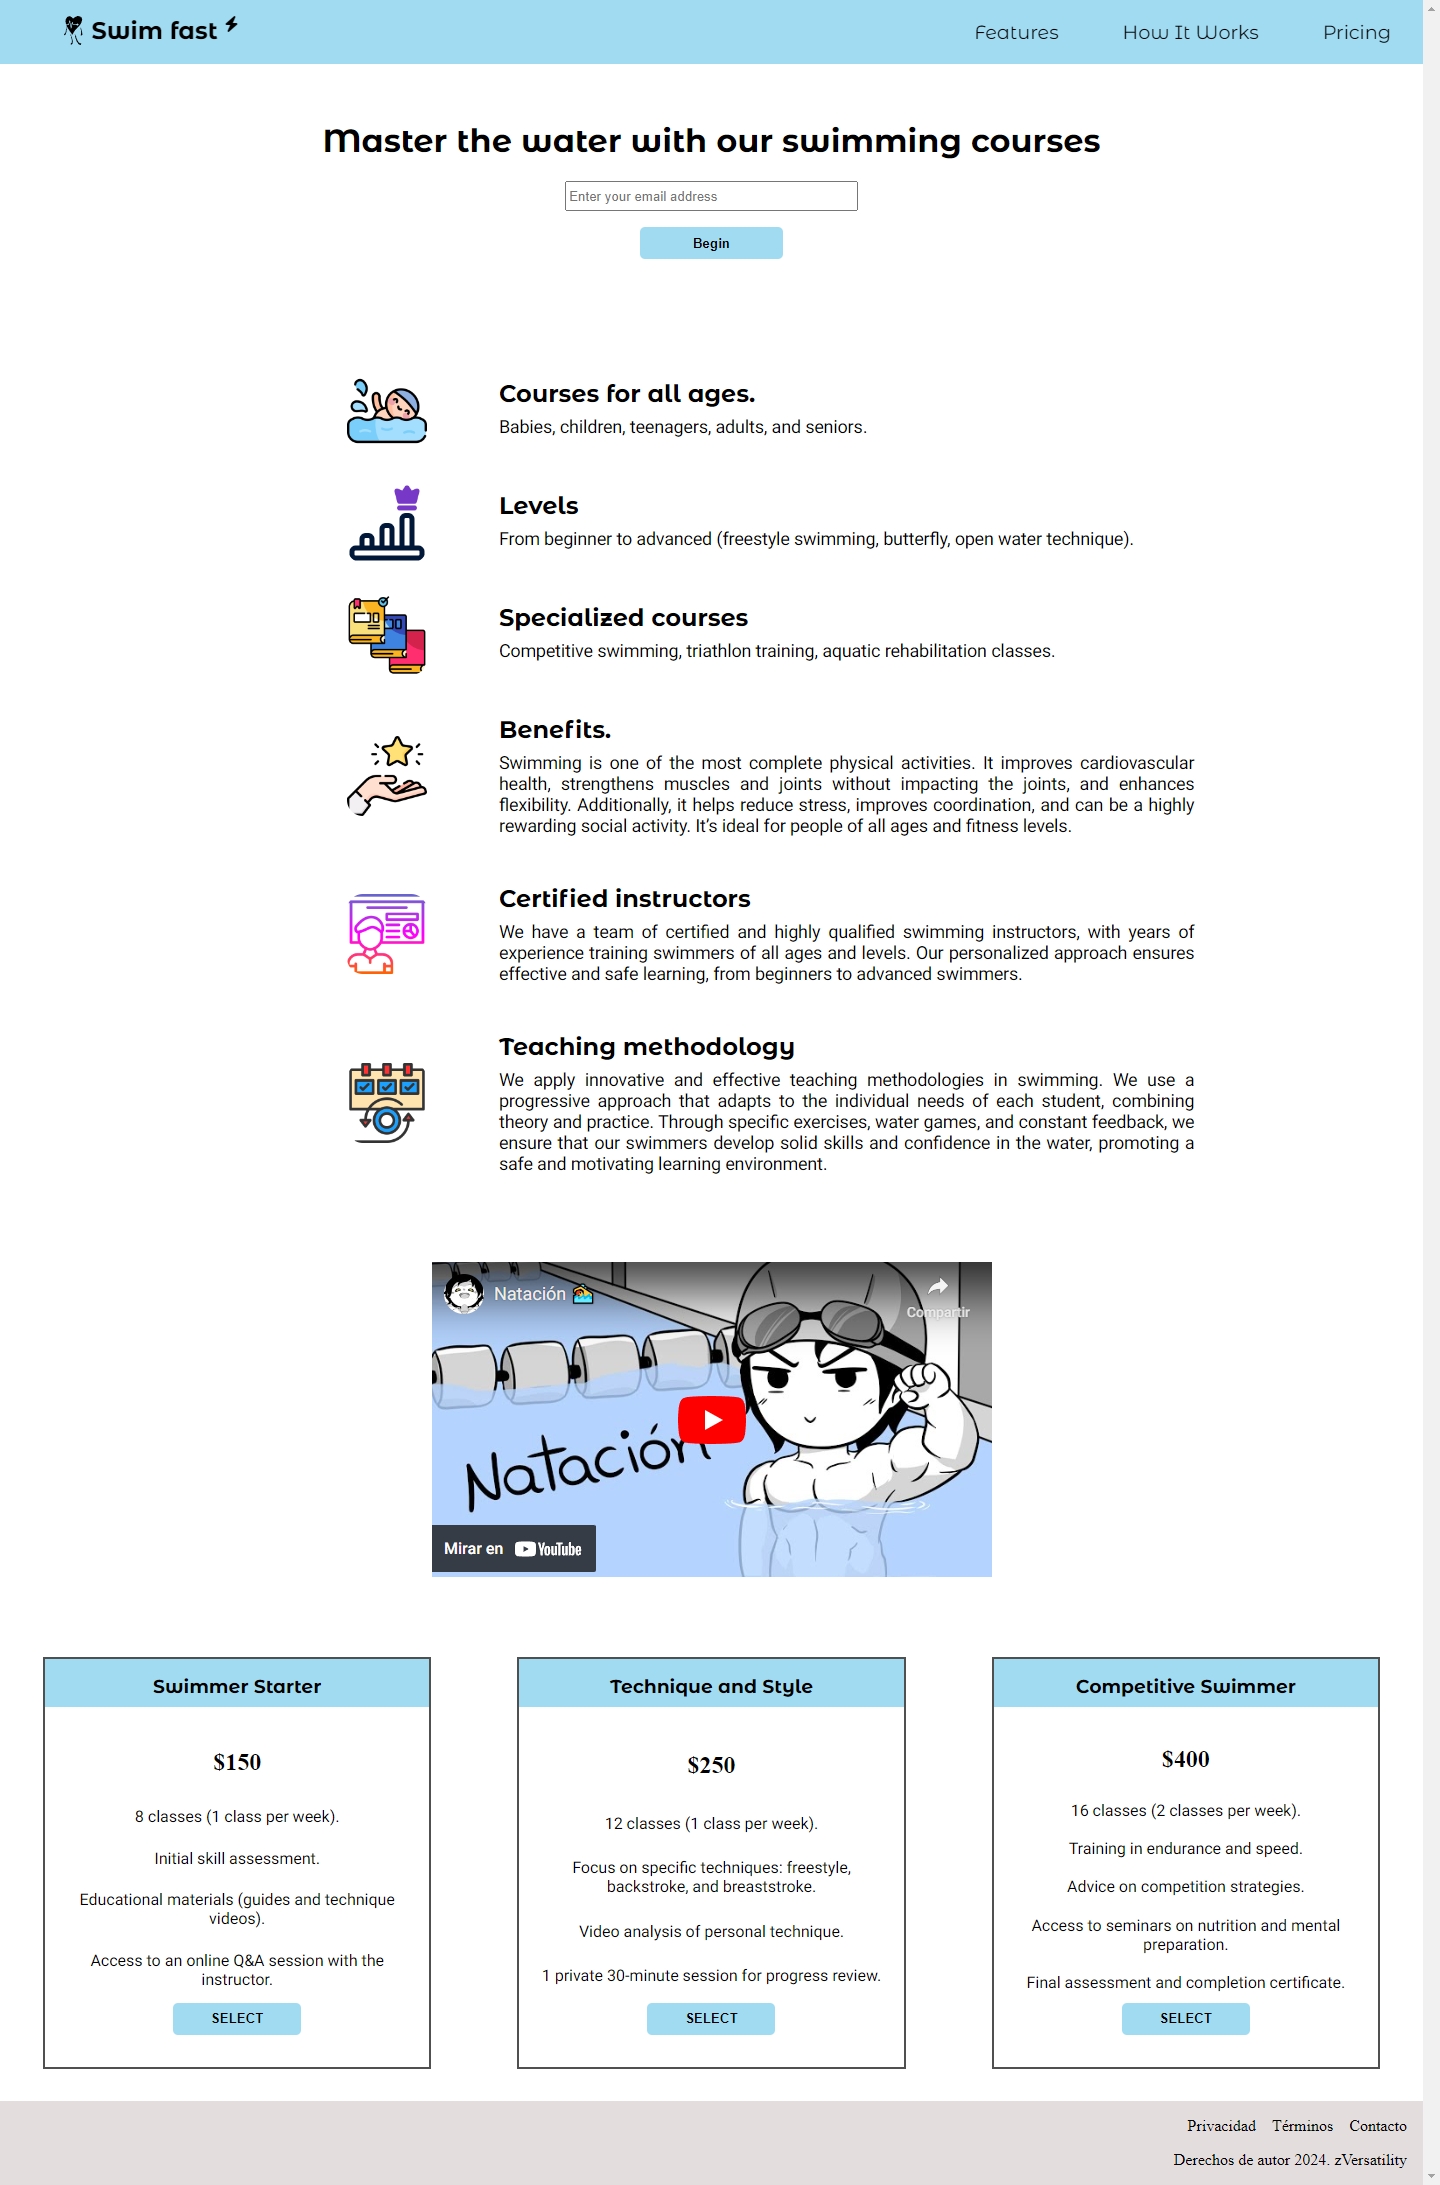 Swim fast
Features
How It Works
Pricing
Master the water with our swimming courses
Enter your email address
Begin
Courses for all ages.
Babies, children, teenagers, adults, and seniors.
Levels
From beginner to advanced (freestyle swimming, butterfly, open water technique).
Specialized courses
Competitive swimming, triathlon training, aquatic rehabilitation classes.
Benefits.
Swimming is one of the most complete physical activities. It improves cardiovascular
health, strengthens muscles and joints without impacting the joints, and enhances
flexibility. Additionally, it helps reduce stress, improves coordination, and can be a highly
rewarding social activity. It’s ideal for people of all ages and fitness levels.
Certified instructors
We have a team of certified and highly qualified swimming instructors, with years of
experience training swimmers of all ages and levels. Our personalized approach ensures
effective and safe learning, from beginners to advanced swimmers.
Teaching methodology
We apply innovative and effective teaching methodologies in swimming. We use a
progressive approach that adapts to the individual needs of each student, combining
theory and practice. Through specific exercises, water games, and constant feedback, we
ensure that our swimmers develop solid skills and confidence in the water, promoting a
safe and motivating learning environment.
Natación
Compartir
Natación
Mirar en YouTube
Swimmer Starter
$150
8 classes (1 class per week).
Initial skill assessment.
Educational materials (guides and technique
videos).
Access to an online Q&A session with the
instructor.
SELECT
Technique and Style
$250
12 classes (1 class per week).
Focus on specific techniques: freestyle,
backstroke, and breaststroke.
Video analysis of personal technique.
1 private 30-minute session for progress review.
SELECT
Competitive Swimmer
$400
16 classes (2 classes per week).
Training in endurance and speed.
Advice on competition strategies.
Access to seminars on nutrition and mental
preparation.
Final assessment and completion certificate.
SELECT
Privacidad Términos Contacto
Derechos de autor 2024. zVersatility